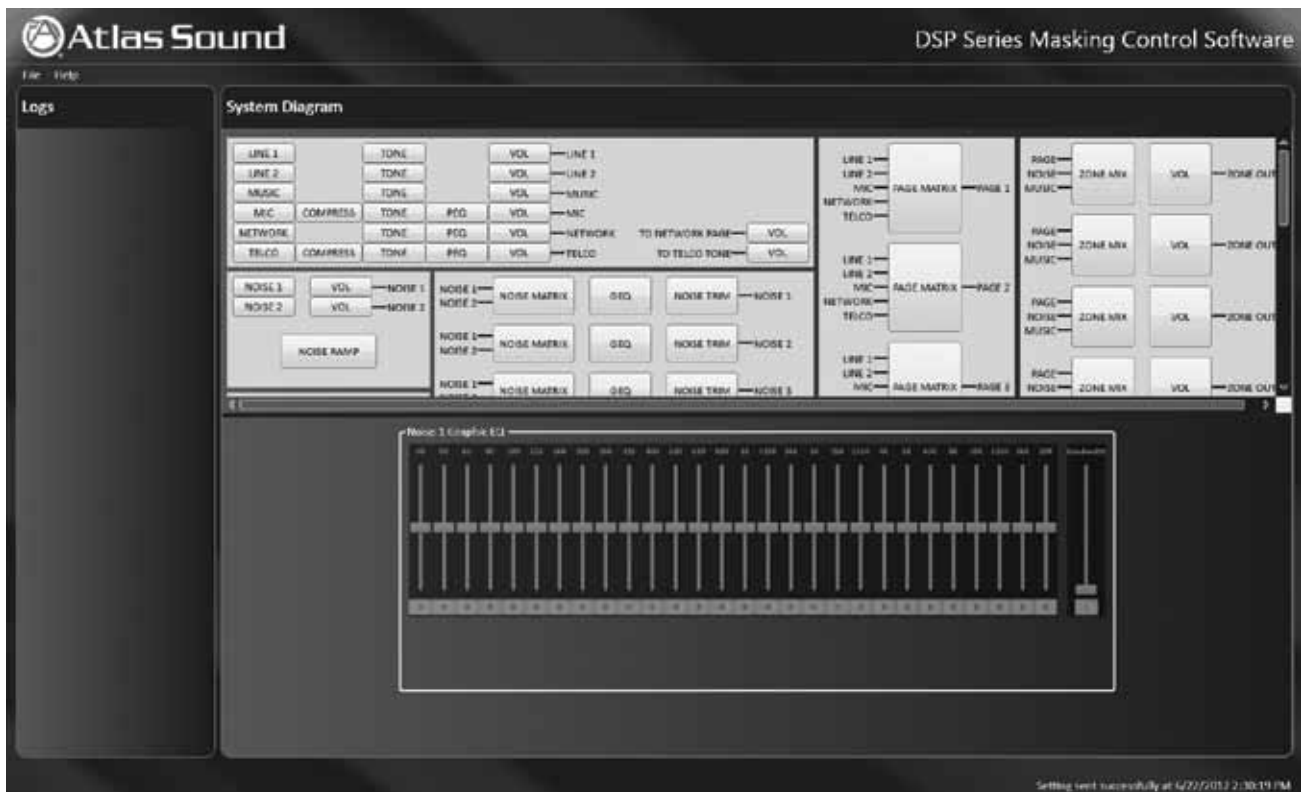 Atlas Sound
DSP Series Masking Control Software
File Help
Logs
System Diagram
LINE 1 TONE VOL LINE 1
LINE 2 TONE VOL LINE 2
MUSIC TONE VOL MUSIC
MIC COMPRESS TONE PEQ VOL MIC
NETWORK TONE PEQ VOL NETWORK TO NETWORK PAGE VOL
TELCO COMPRESS TONE PEQ VOL TELCO TO TELCO TONE VOL
NOISE 1 VOL NOISE 1
NOISE 2 VOL NOISE 2
NOISE RAMP
NOISE 1
NOISE 2
NOISE MATRIX GEQ NOISE TRIM NOISE 1
NOISE 1
NOISE 2
NOISE MATRIX GEQ NOISE TRIM NOISE 2
NOISE 1
NOISE MATRIX GEQ NOISE TRIM NOISE 3
LINE 1
LINE 2
MIC
NETWORK
TELCO
PAGE MATRIX PAGE 1
LINE 1
LINE 2
MIC
NETWORK
TELCO
PAGE MATRIX PAGE 2
LINE 1
LINE 2
MIC
PAGE MATRIX PAGE 3
PAGE
NOISE
MUSIC
ZONE MIX VOL ZONE OUT
PAGE
NOISE
MUSIC
ZONE MIX VOL ZONE OUT
PAGE
NOISE
MUSIC
ZONE MIX VOL ZONE OUT
PAGE
NOISE
ZONE MIX VOL ZONE OUT
Noise 1 Graphic EQ
Setting sent successfully at 6/22/2012 2:30:19 PM